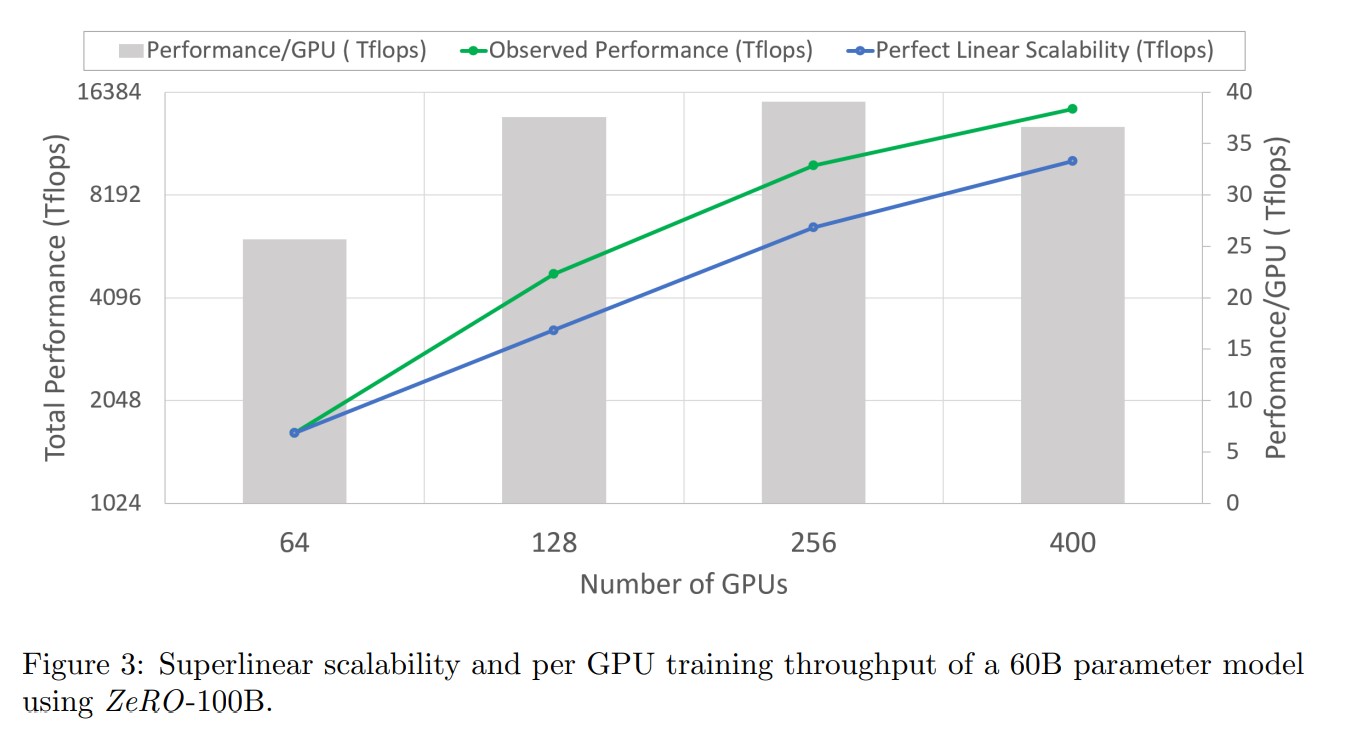 Performance/GPU ( Tflops) Observed Performance (Tflops) Perfect Linear Scalability (Tflops)
16384
8192
4096
2048
1024
Total Performance (Tflops)
40
35
30
25
20
15
10
5
0
Perfomance/GPU ( Tflops)
64 128 256 400
Number of GPUs
Figure 3: Superlinear scalability and per GPU training throughput of a 60B parameter model
using ZeRO-100B.